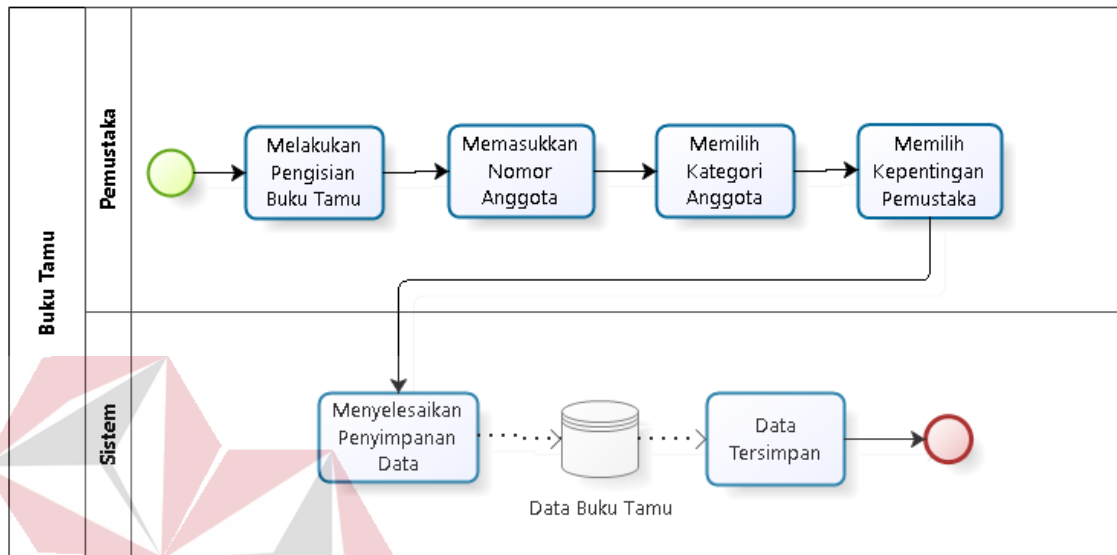 Buku Tamu
Pemustaka
Melakukan
Pengisian
Buku Tamu
Memasukkan
Nomor
Anggota
Memilih
Kategori
Anggota
Memilih
Kepentingan
Pemustaka
Sistem
Menyelesaikan
Penyimpanan
Data
Data Buku Tamu
Data
Tersimpan